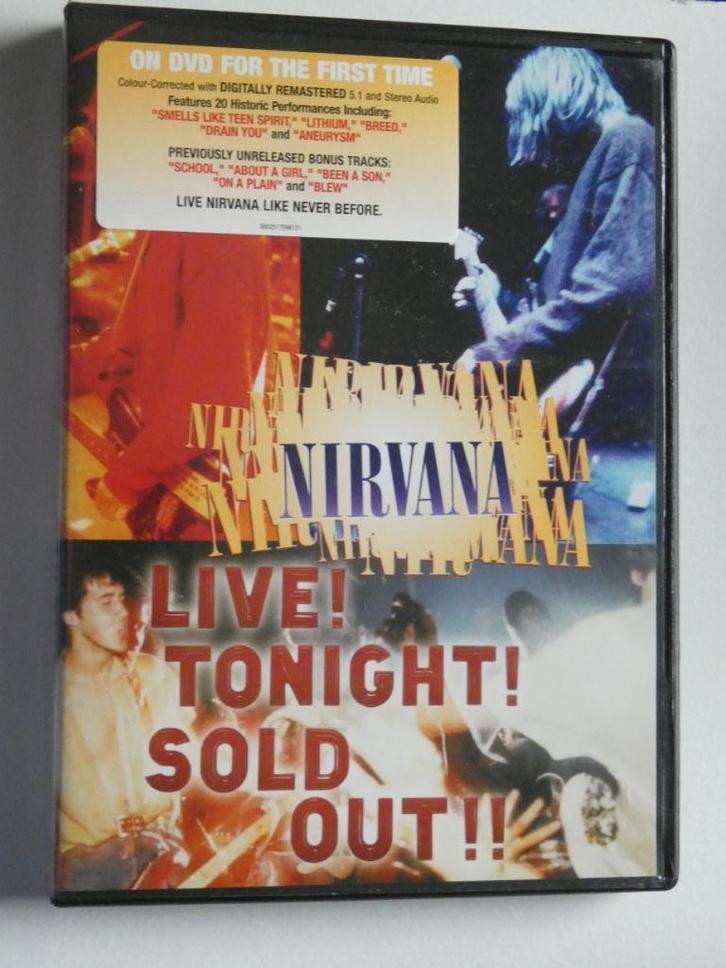 ON DVD FOR THE FIRST TIME
Colour-Corrected with DIGITALLY REMASTERED 5.1 and Stereo Audio
Features 20 Historic Performances Including:
"SMELLS LIKE TEEN SPIRIT," "LITHIUM," "BREED,"
"DRAIN YOU" and "ANEURYSM"
PREVIOUSLY UNRELEASED BONUS TRACKS:
"SCHOOL," "ABOUT A GIRL," "BEEN A SON,"
"ON A PLAIN" and "BLEW"
LIVE NIRVANA LIKE NEVER BEFORE.
NIRVANA
LIVE!
TONIGHT!
SOLD
OUT!!